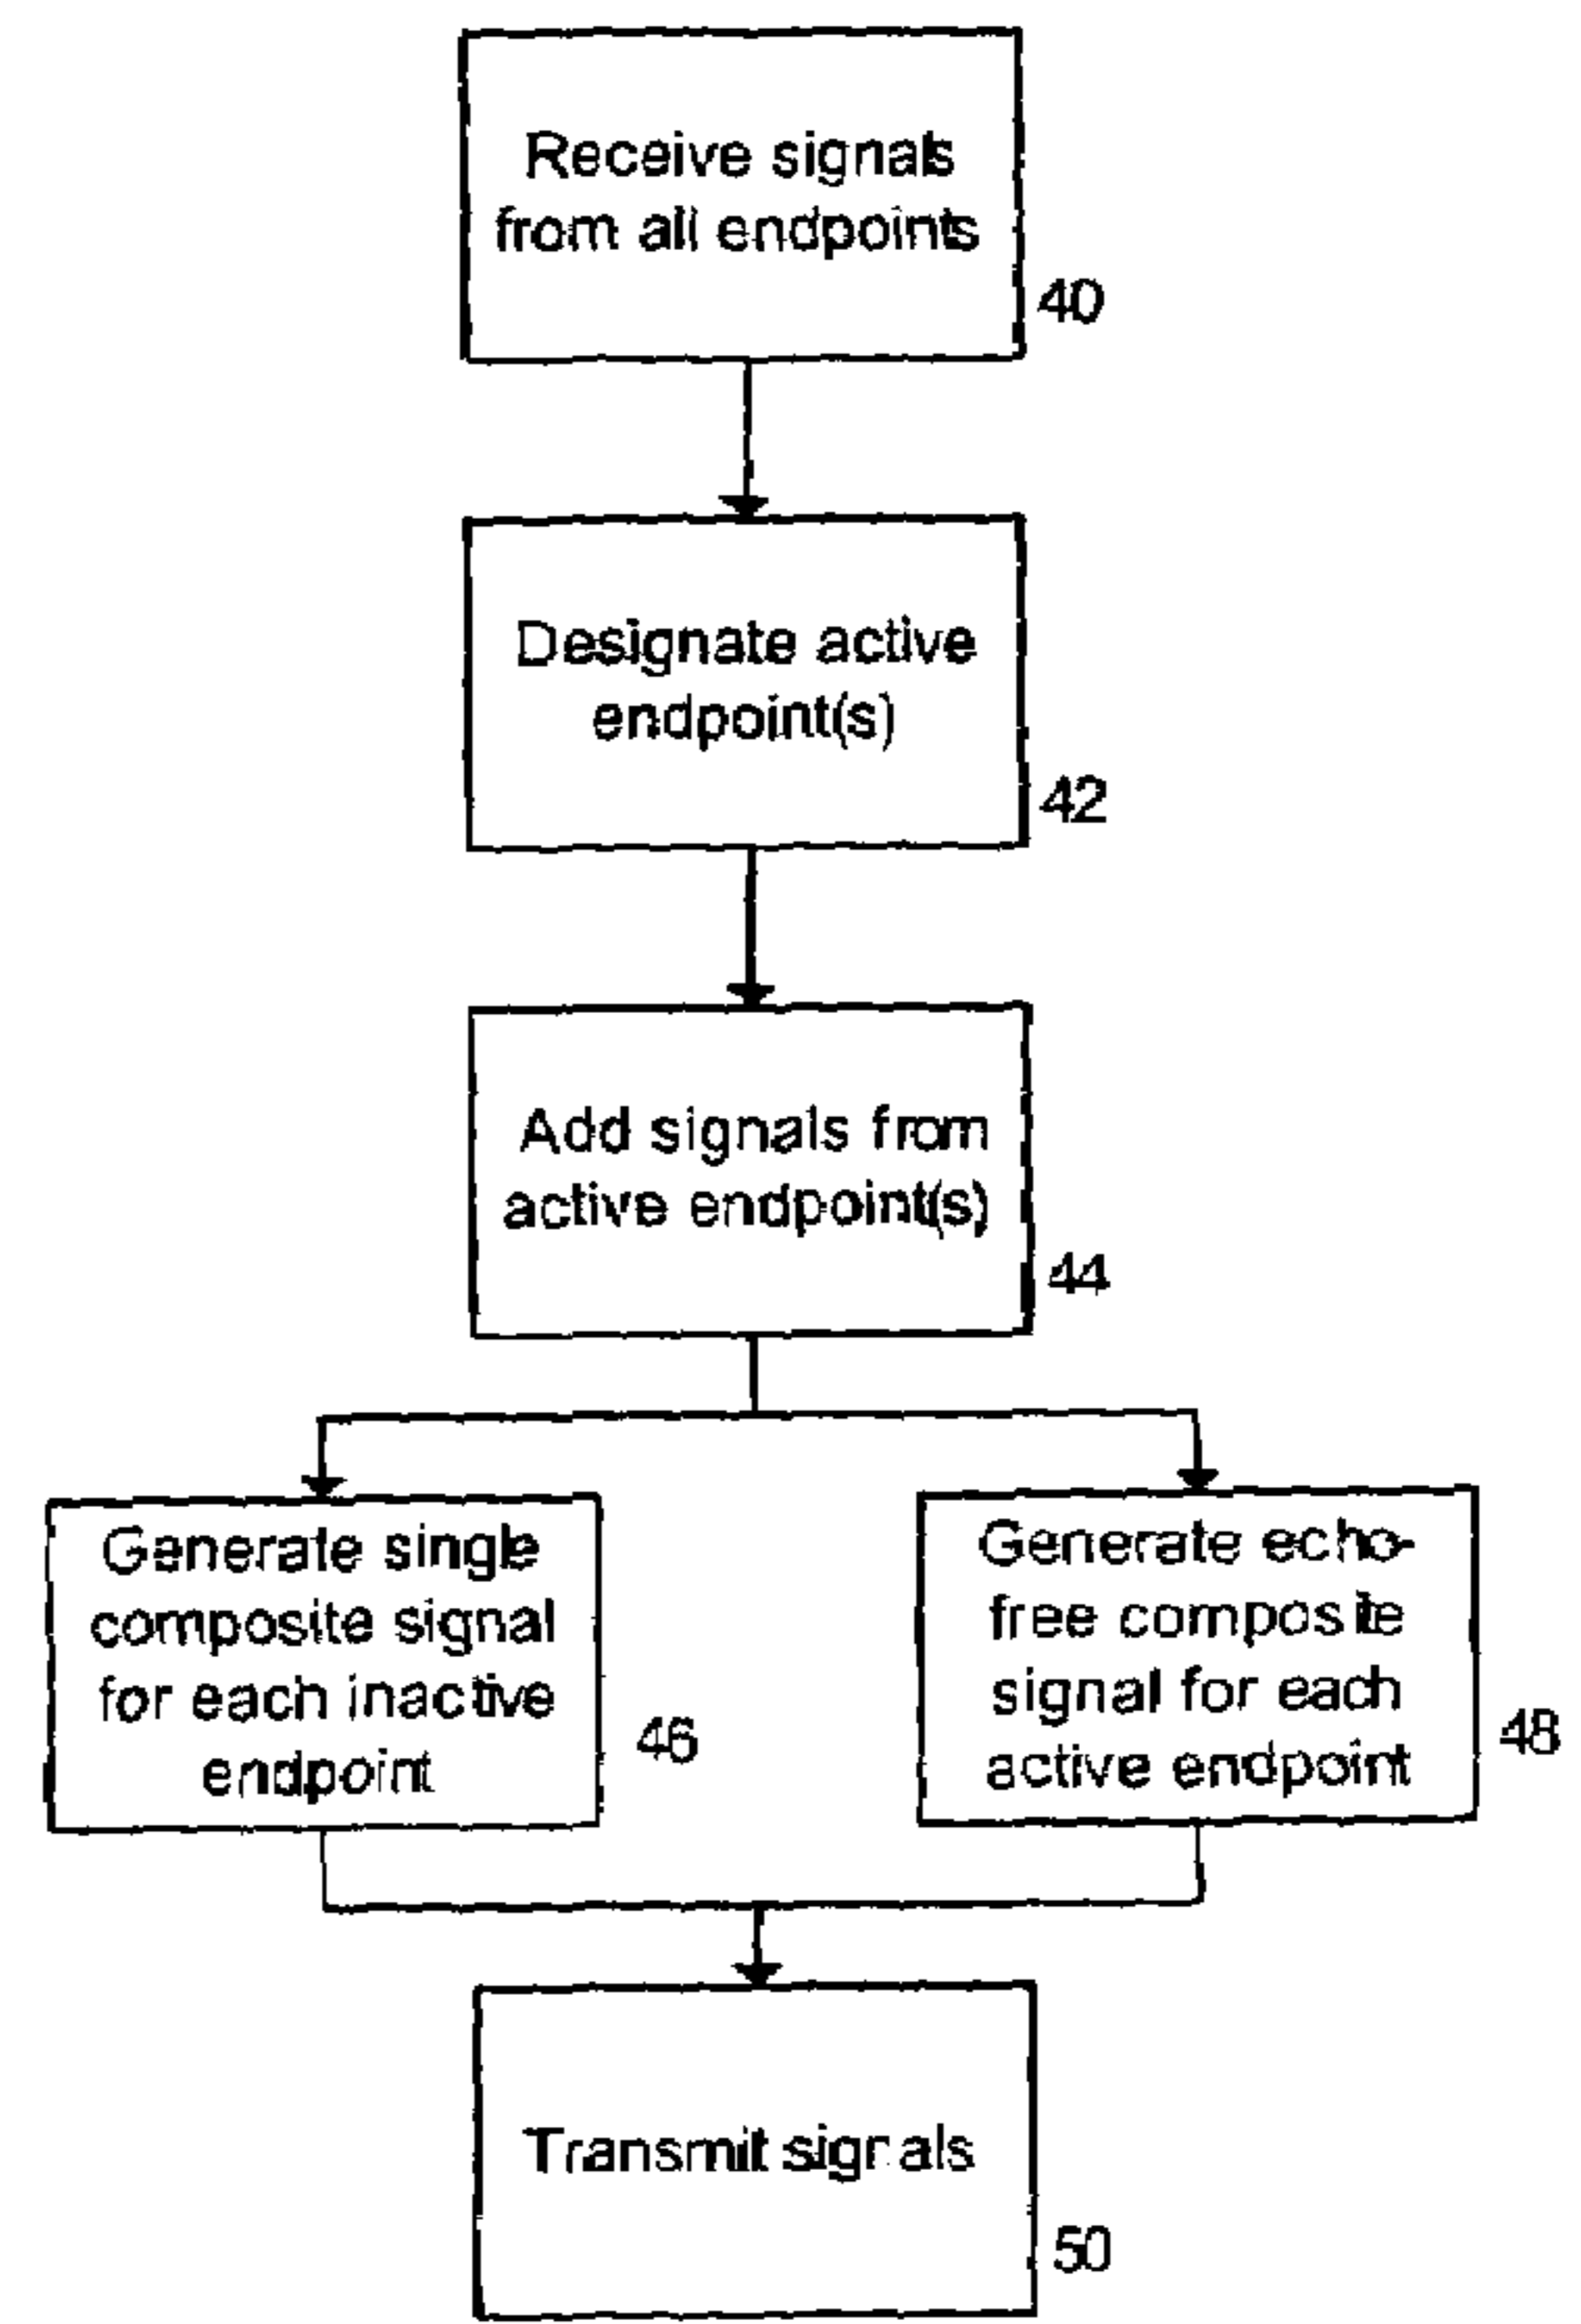 Receive signals
from all endpoints
40
Designate active
endpoint(s)
42
Add signals from
active endpoint(s)
44
Generate single
composite signal
for each inactive
endpoint
46
Generate echo-
free composite
signal for each
active endpoint
48
Transmit signals
50